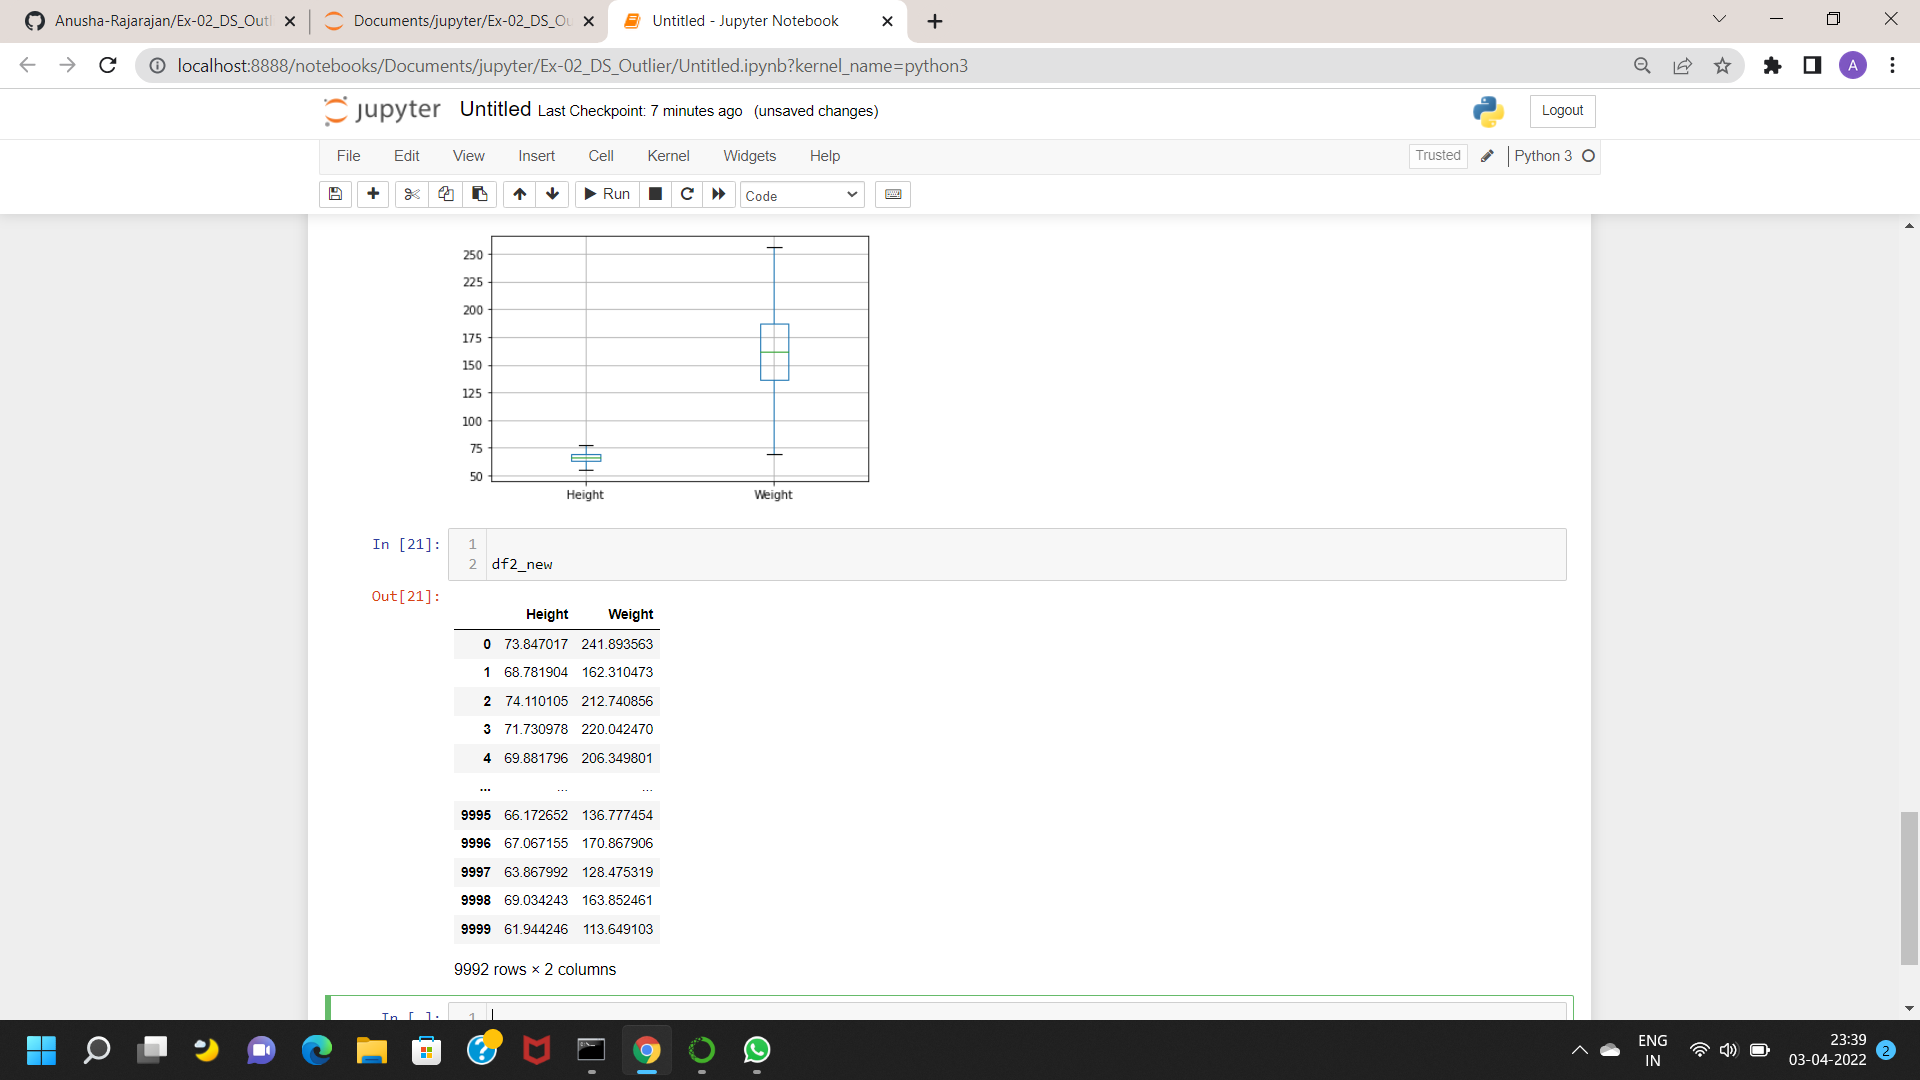 Anusha-Rajarajan/Ex-02_DS_Outl
Documents/jupyter/Ex-02_DS_Ou
Untitled - Jupyter Notebook
localhost:8888/notebooks/Documents/jupyter/Ex-02_DS_Outlier/Untitled.ipynb?kernel_name=python3
A
jupyter Untitled Last Checkpoint: 7 minutes ago (unsaved changes)
Logout
File Edit View Insert Cell Kernel Widgets Help
Trusted Python 3
Run Code
250
225
200
175
150
125
100
75
50
Height Weight
In [21]: 1
2 df2_new
Out[21]:
Height Weight
0 73.847017 241.893563
1 68.781904 162.310473
2 74.110105 212.740856
3 71.730978 220.042470
4 69.881796 206.349801
... ... ...
9995 66.172652 136.777454
9996 67.067155 170.867906
9997 63.867992 128.475319
9998 69.034243 163.852461
9999 61.944246 113.649103
9992 rows × 2 columns
In [ ]: 1
ENG
IN
23:39
03-04-2022
2